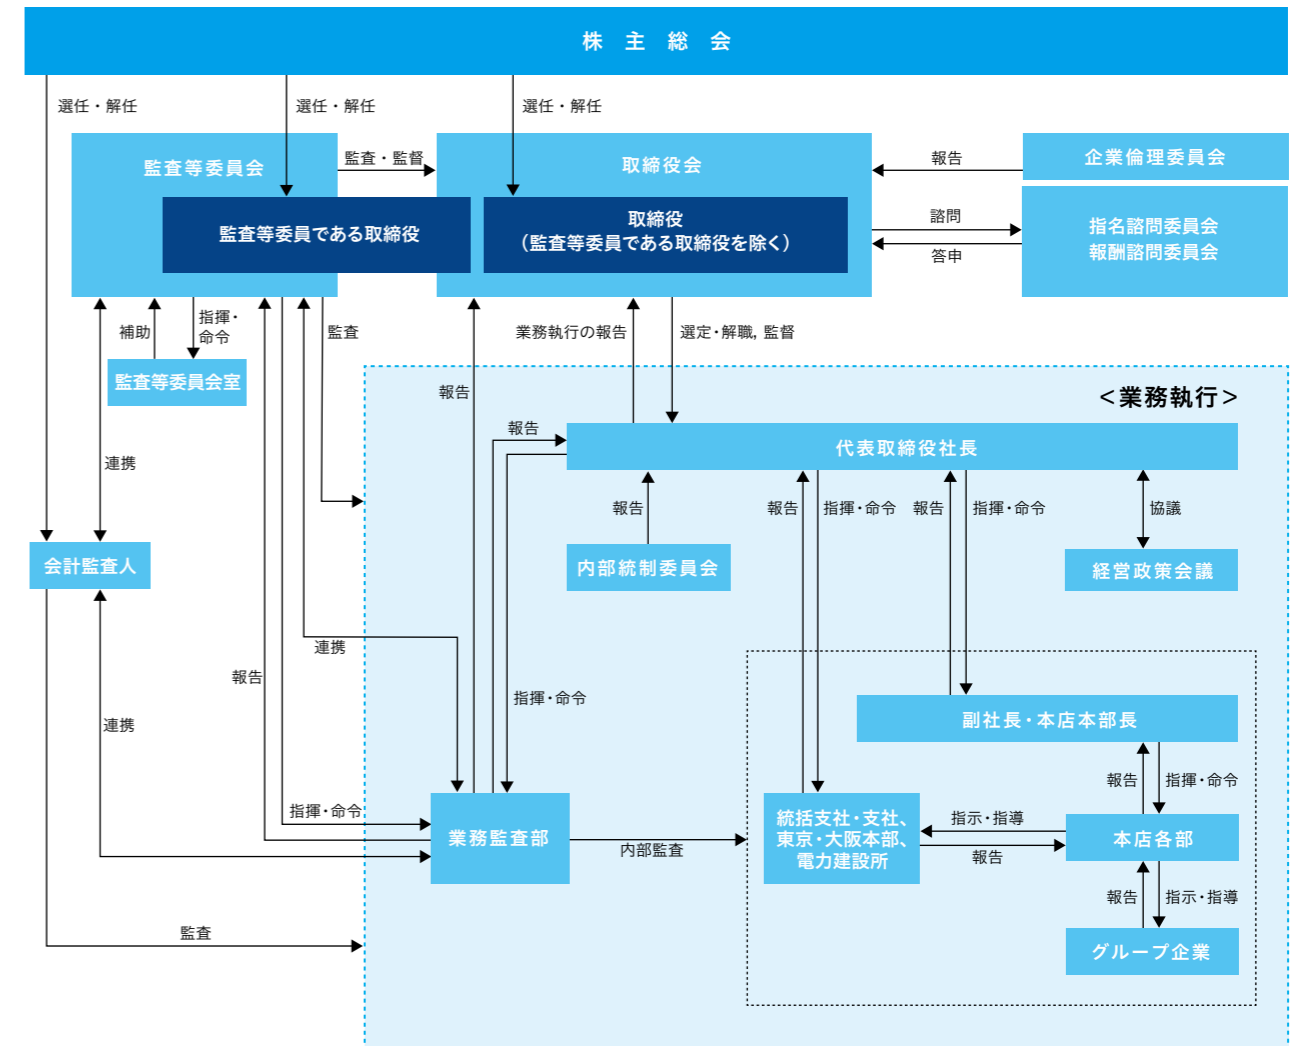 株主総会
選任・解任
選任・解任
選任・解任
監査等委員会
監査・監督
取締役会
報告
企業倫理委員会
監査等委員である取締役
取締役
（監査等委員である取締役を除く）
諮問
答申
指名諮問委員会
報酬諮問委員会
補助
指揮・
命令
監査
業務執行の報告
選定・解職，監督
監査等委員会室
報告
＜業務執行＞
報告
代表取締役社長
連携
報告
報告
指揮・命令
報告
指揮・命令
協議
会計監査人
内部統制委員会
経営政策会議
連携
報告
指揮・命令
連携
副社長・本店本部長
報告
指揮・命令
指揮・命令
業務監査部
内部監査
統括支社・支社、
東京・大阪本部、
電力建設所
指示・指導
報告
本店各部
報告
指示・指導
監査
グループ企業